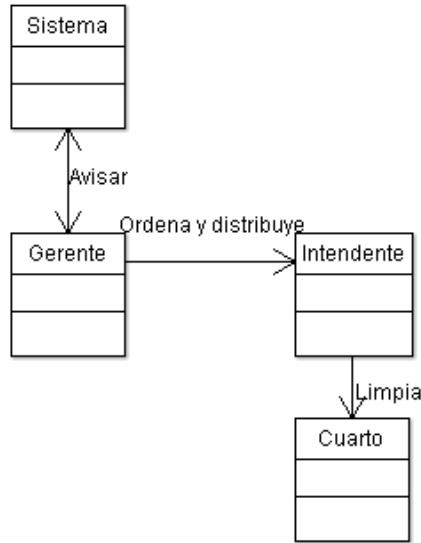 Sistema
Avisar
Ordena y distribuye
Gerente
Intendente
Limpia
Cuarto